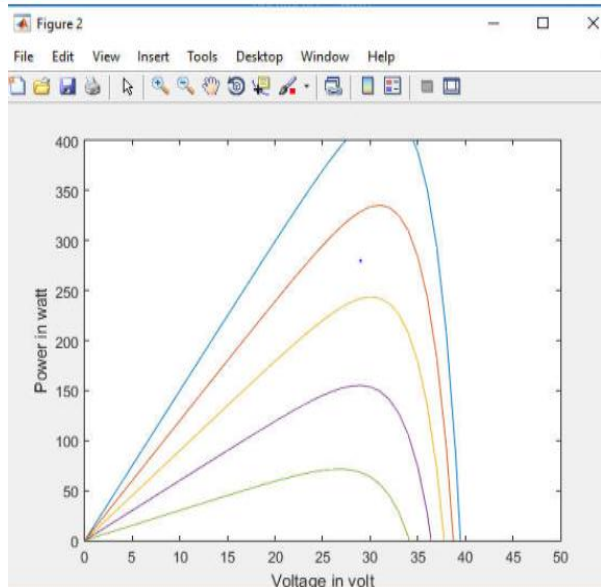 Figure 2
File Edit View Insert Tools Desktop Window Help
400
350
300
250
200
150
100
50
0
Power in watt
0 5 10 15 20 25 30 35 40 45 50
Voltage in volt